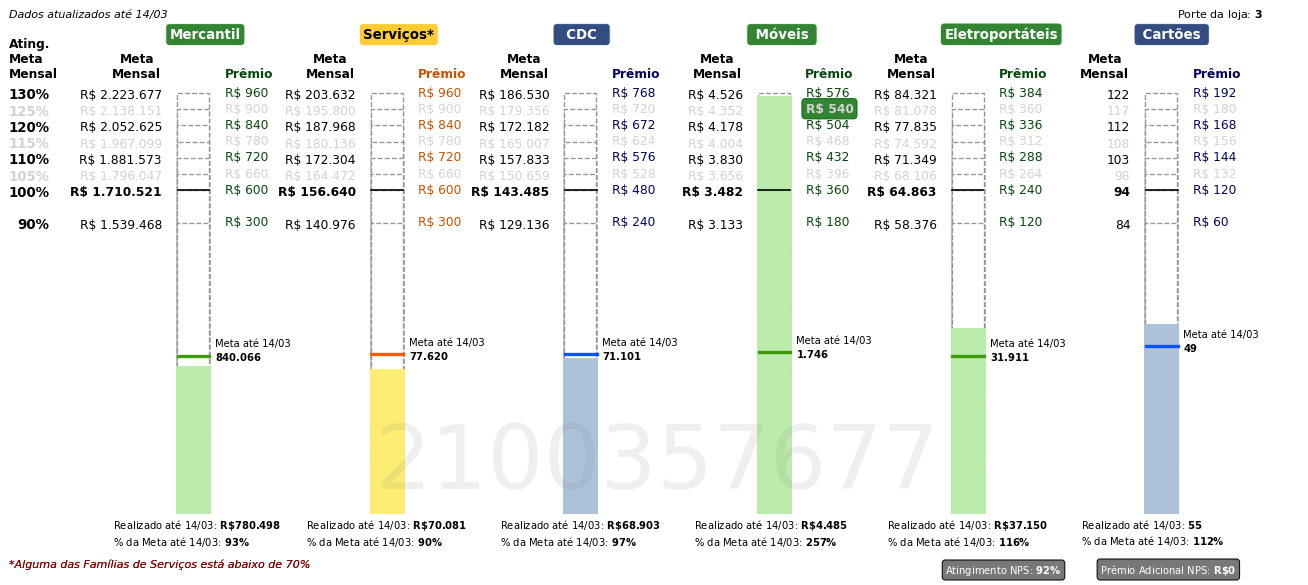 Dados atualizados até 14/03
Porte da loja: 3
Mercantil Serviços* CDC Móveis Eletroportáteis Cartões
Ating. Meta Mensal
Meta Mensal Prêmio Meta Mensal Prêmio Meta Mensal Prêmio Meta Mensal Prêmio Meta Mensal Prêmio Meta Mensal Prêmio
130% R$ 2.223.677 R$ 960 R$ 203.632 R$ 960 R$ 186.530 R$ 768 R$ 4.526 R$ 576 R$ 84.321 R$ 384 122 R$ 192
125% R$ 2.138.151 R$ 900 R$ 195.800 R$ 900 R$ 179.356 R$ 720 R$ 4.352 R$ 540 R$ 81.078 R$ 360 117 R$ 180
120% R$ 2.052.625 R$ 840 R$ 187.968 R$ 840 R$ 172.182 R$ 672 R$ 4.178 R$ 504 R$ 77.835 R$ 336 112 R$ 168
115% R$ 1.967.099 R$ 780 R$ 180.136 R$ 780 R$ 165.007 R$ 624 R$ 4.004 R$ 468 R$ 74.592 R$ 312 108 R$ 156
110% R$ 1.881.573 R$ 720 R$ 172.304 R$ 720 R$ 157.833 R$ 576 R$ 3.830 R$ 432 R$ 71.349 R$ 288 103 R$ 144
105% R$ 1.796.047 R$ 660 R$ 164.472 R$ 660 R$ 150.659 R$ 528 R$ 3.656 R$ 396 R$ 68.106 R$ 264 98 R$ 132
100% R$ 1.710.521 R$ 600 R$ 156.640 R$ 600 R$ 143.485 R$ 480 R$ 3.482 R$ 360 R$ 64.863 R$ 240 94 R$ 120
90% R$ 1.539.468 R$ 300 R$ 140.976 R$ 300 R$ 129.136 R$ 240 R$ 3.133 R$ 180 R$ 58.376 R$ 120 84 R$ 60
Meta até 14/03 Meta até 14/03 Meta até 14/03 Meta até 14/03 Meta até 14/03 Meta até 14/03
840.066 77.620 71.101 1.746 31.911 49
2100357677
Realizado até 14/03: R$780.498 Realizado até 14/03: R$70.081 Realizado até 14/03: R$68.903 Realizado até 14/03: R$4.485 Realizado até 14/03: R$37.150 Realizado até 14/03: 55
% da Meta até 14/03: 93% % da Meta até 14/03: 90% % da Meta até 14/03: 97% % da Meta até 14/03: 257% % da Meta até 14/03: 116% % da Meta até 14/03: 112%
*Alguma das Famílias de Serviços está abaixo de 70%
Atingimento NPS: 92% Prêmio Adicional NPS: R$0